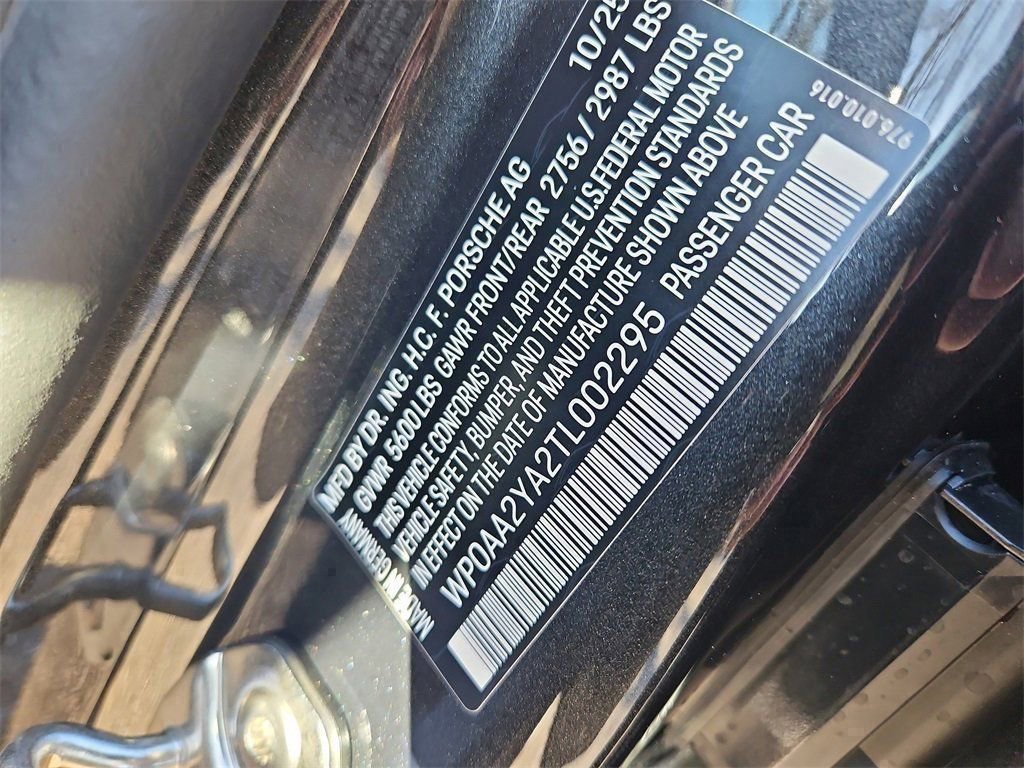 MFD BY DR. ING. H.C. F. PORSCHE AG 10/25
GVWR 5600LBS GAWR FRONT/REAR 2756 / 2987 LBS
THIS VEHICLE CONFORMS TO ALL APPLICABLE U.S. FEDERAL MOTOR
VEHICLE SAFETY, BUMPER, AND THEFT PREVENTION STANDARDS
IN EFFECT ON THE DATE OF MANUFACTURE SHOWN ABOVE
WP0AA2YA2TL002295 PASSENGER CAR
MADE IN GERMANY
976.010.016